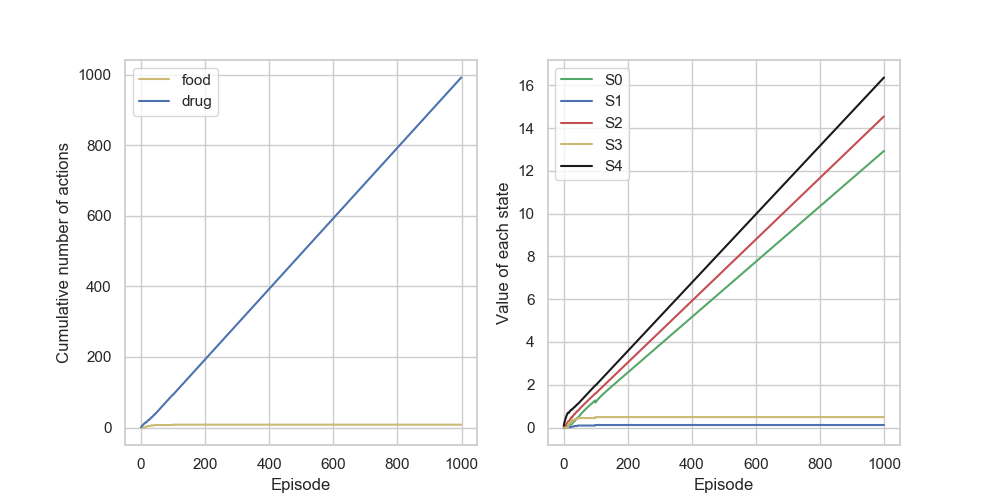 Cumulative number of actions
1000
800
600
400
200
0
food
drug
0 200 400 600 800 1000
Episode
Value of each state
16
14
12
10
8
6
4
2
0
S0
S1
S2
S3
S4
0 200 400 600 800 1000
Episode